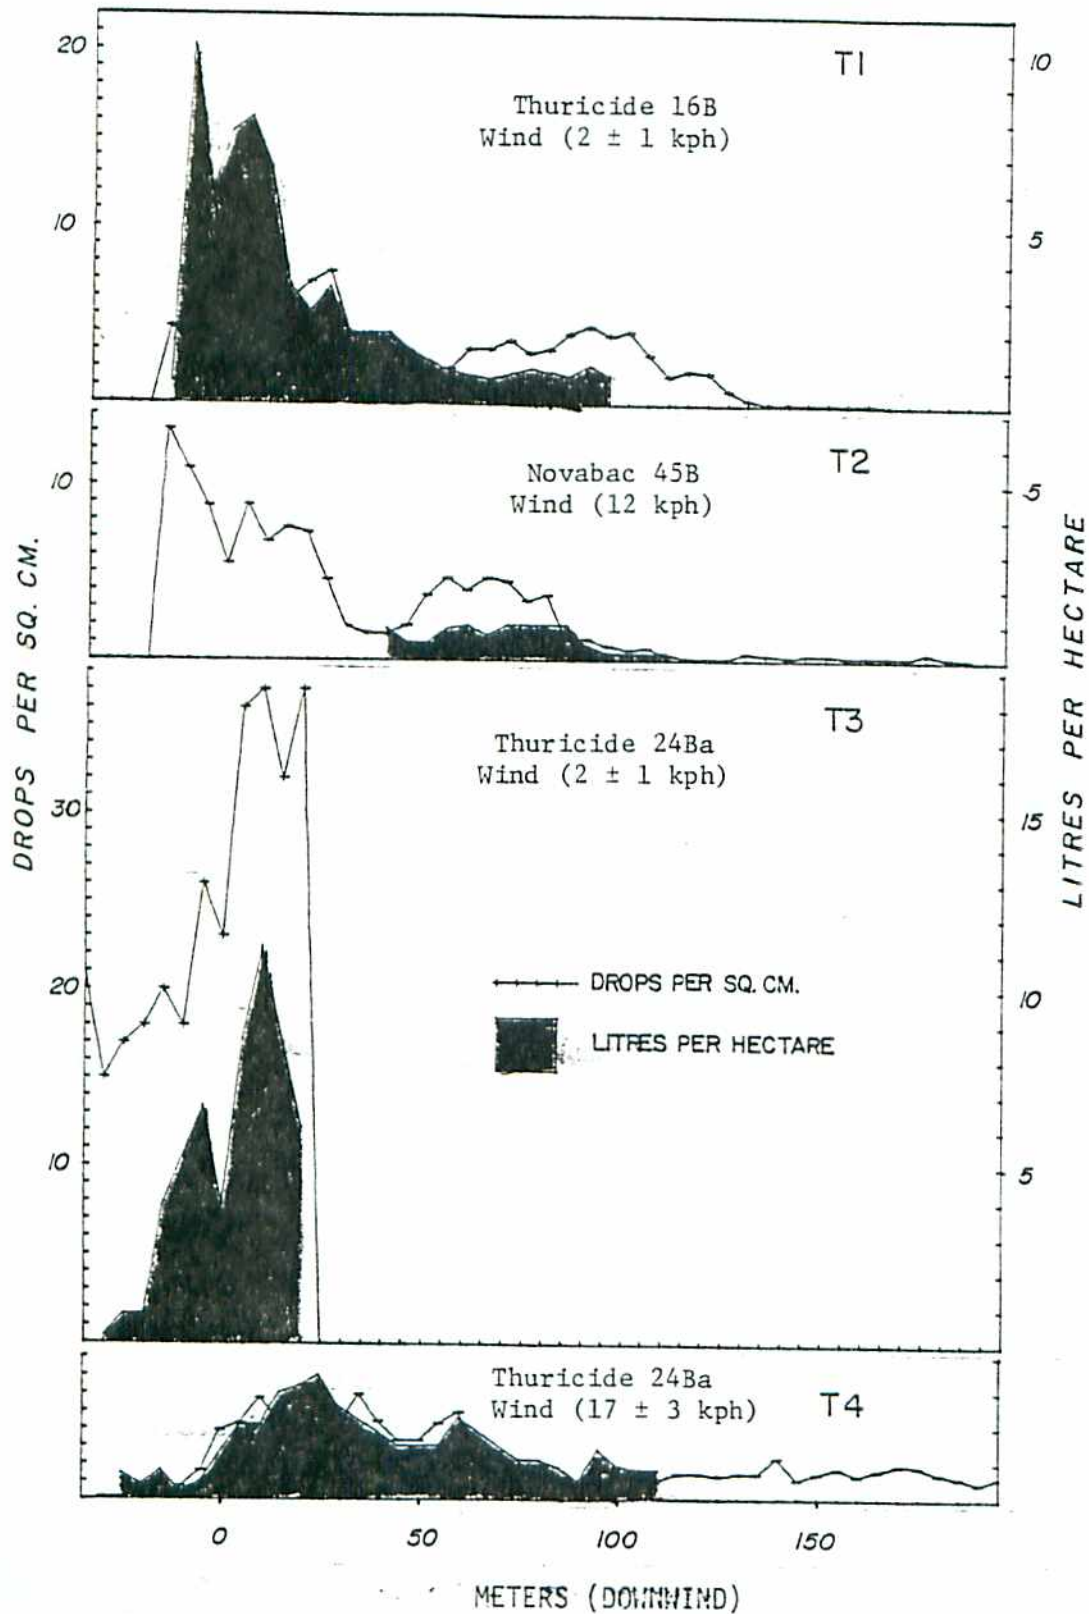 T1
20
10
10
5
Thuricide 16B
Wind (2 ± 1 kph)
T2
10
5
Novabac 45B
Wind (12 kph)
T3
Thuricide 24Ba
Wind (2 ± 1 kph)
30
20
10
15
10
5
DROPS PER SQ. CM.
LITRES PER HECTARE
T4
Thuricide 24Ba
Wind (17 ± 3 kph)
0
50
100
150
METERS (DOWNWIND)
DROPS PER SQ. CM.
LITRES PER HECTARE